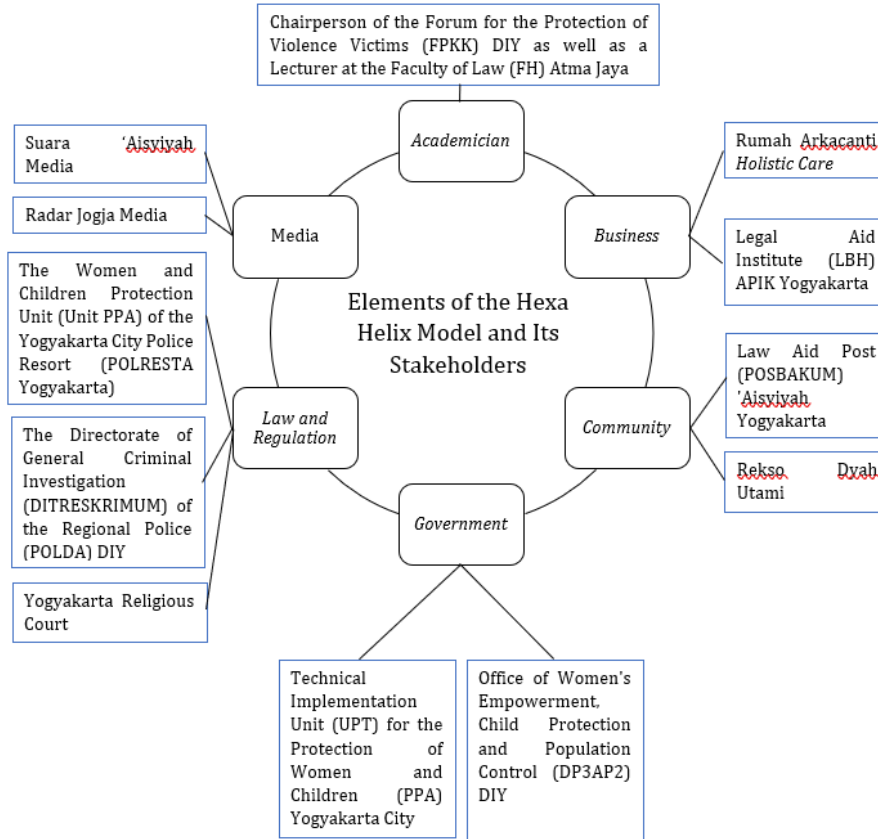 Chairperson of the Forum for the Protection of
Violence Victims (FPKK) DIY as well as a
Lecturer at the Faculty of Law (FH) Atma Jaya
Academician
Suara 'Aisyiyah
Media
Radar Jogja Media
Media
Rumah Arkacanti
Holistic Care
Business
Legal Aid
Institute (LBH)
APIK Yogyakarta
Elements of the Hexa
Helix Model and Its
Stakeholders
The Women and
Children Protection
Unit (Unit PPA) of the
Yogyakarta City Police
Resort (POLRESTA
Yogyakarta)
Law and
Regulation
The Directorate of
General Criminal
Investigation
(DITRESKRIMUM) of
the Regional Police
(POLDA) DIY
Yogyakarta Religious
Court
Law Aid Post
(POSBAKUM)
'Aisyiyah
Yogyakarta
Community
Rekso Dyah
Utami
Government
Technical
Implementation
Unit (UPT) for the
Protection of
Women and
Children (PPA)
Yogyakarta City
Office of Women's
Empowerment,
Child Protection
and Population
Control (DP3AP2)
DIY